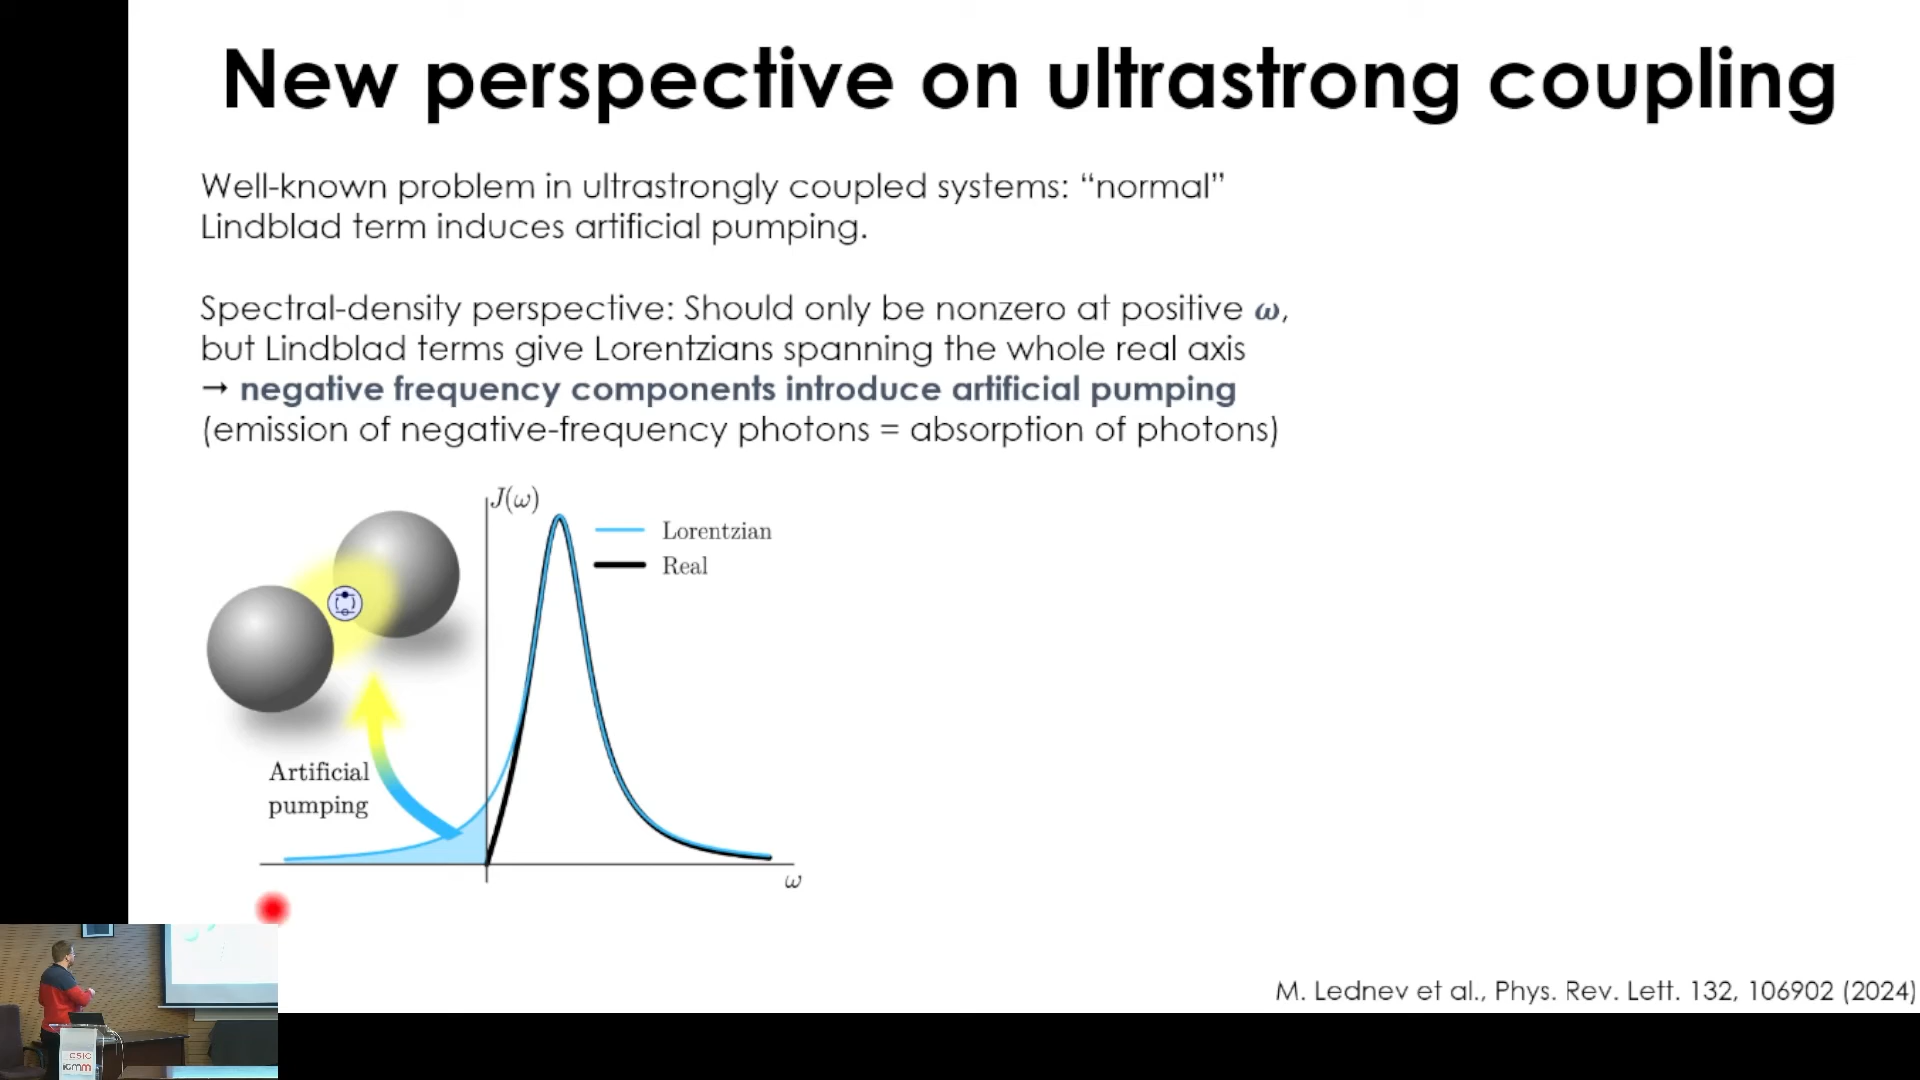 New perspective on ultrastrong coupling
Well-known problem in ultrastrongly coupled systems: “normal”
Lindblad term induces artificial pumping.
Spectral-density perspective: Should only be nonzero at positive ω,
but Lindblad terms give Lorentzians spanning the whole real axis
→ negative frequency components introduce artificial pumping
(emission of negative-frequency photons = absorption of photons)
J(ω)
Lorentzian
Real
Artificial
pumping
ω
M. Lednev et al., Phys. Rev. Lett. 132, 106902 (2024)
CSIC
ICMM